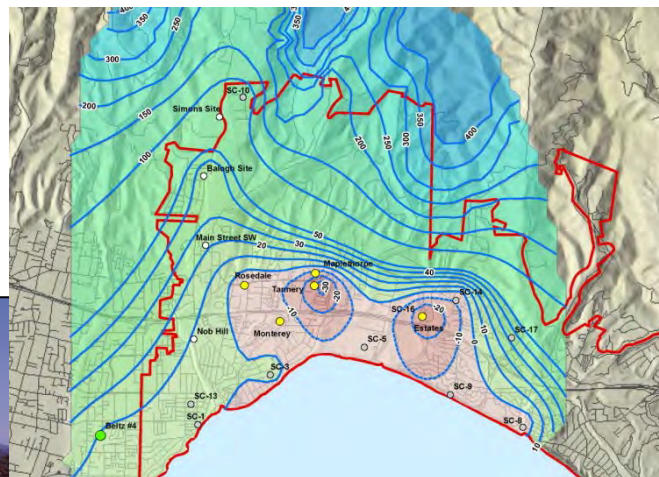 400
300
250
200
150
100
350
400
SC-10
Simons Site
Balogh Site
200
250
300
350
400
50
Main Street SW
20
30
Maplethorpe
40
Rosedale
Tannery
-30
-20
-10
SC-14
SC-16
-20
Monterey
Estates
-10
0
10
SC-17
Nob Hill
SC-5
SC-3
SC-9
SC-13
SC-1
SC-8
Beltz #4
10